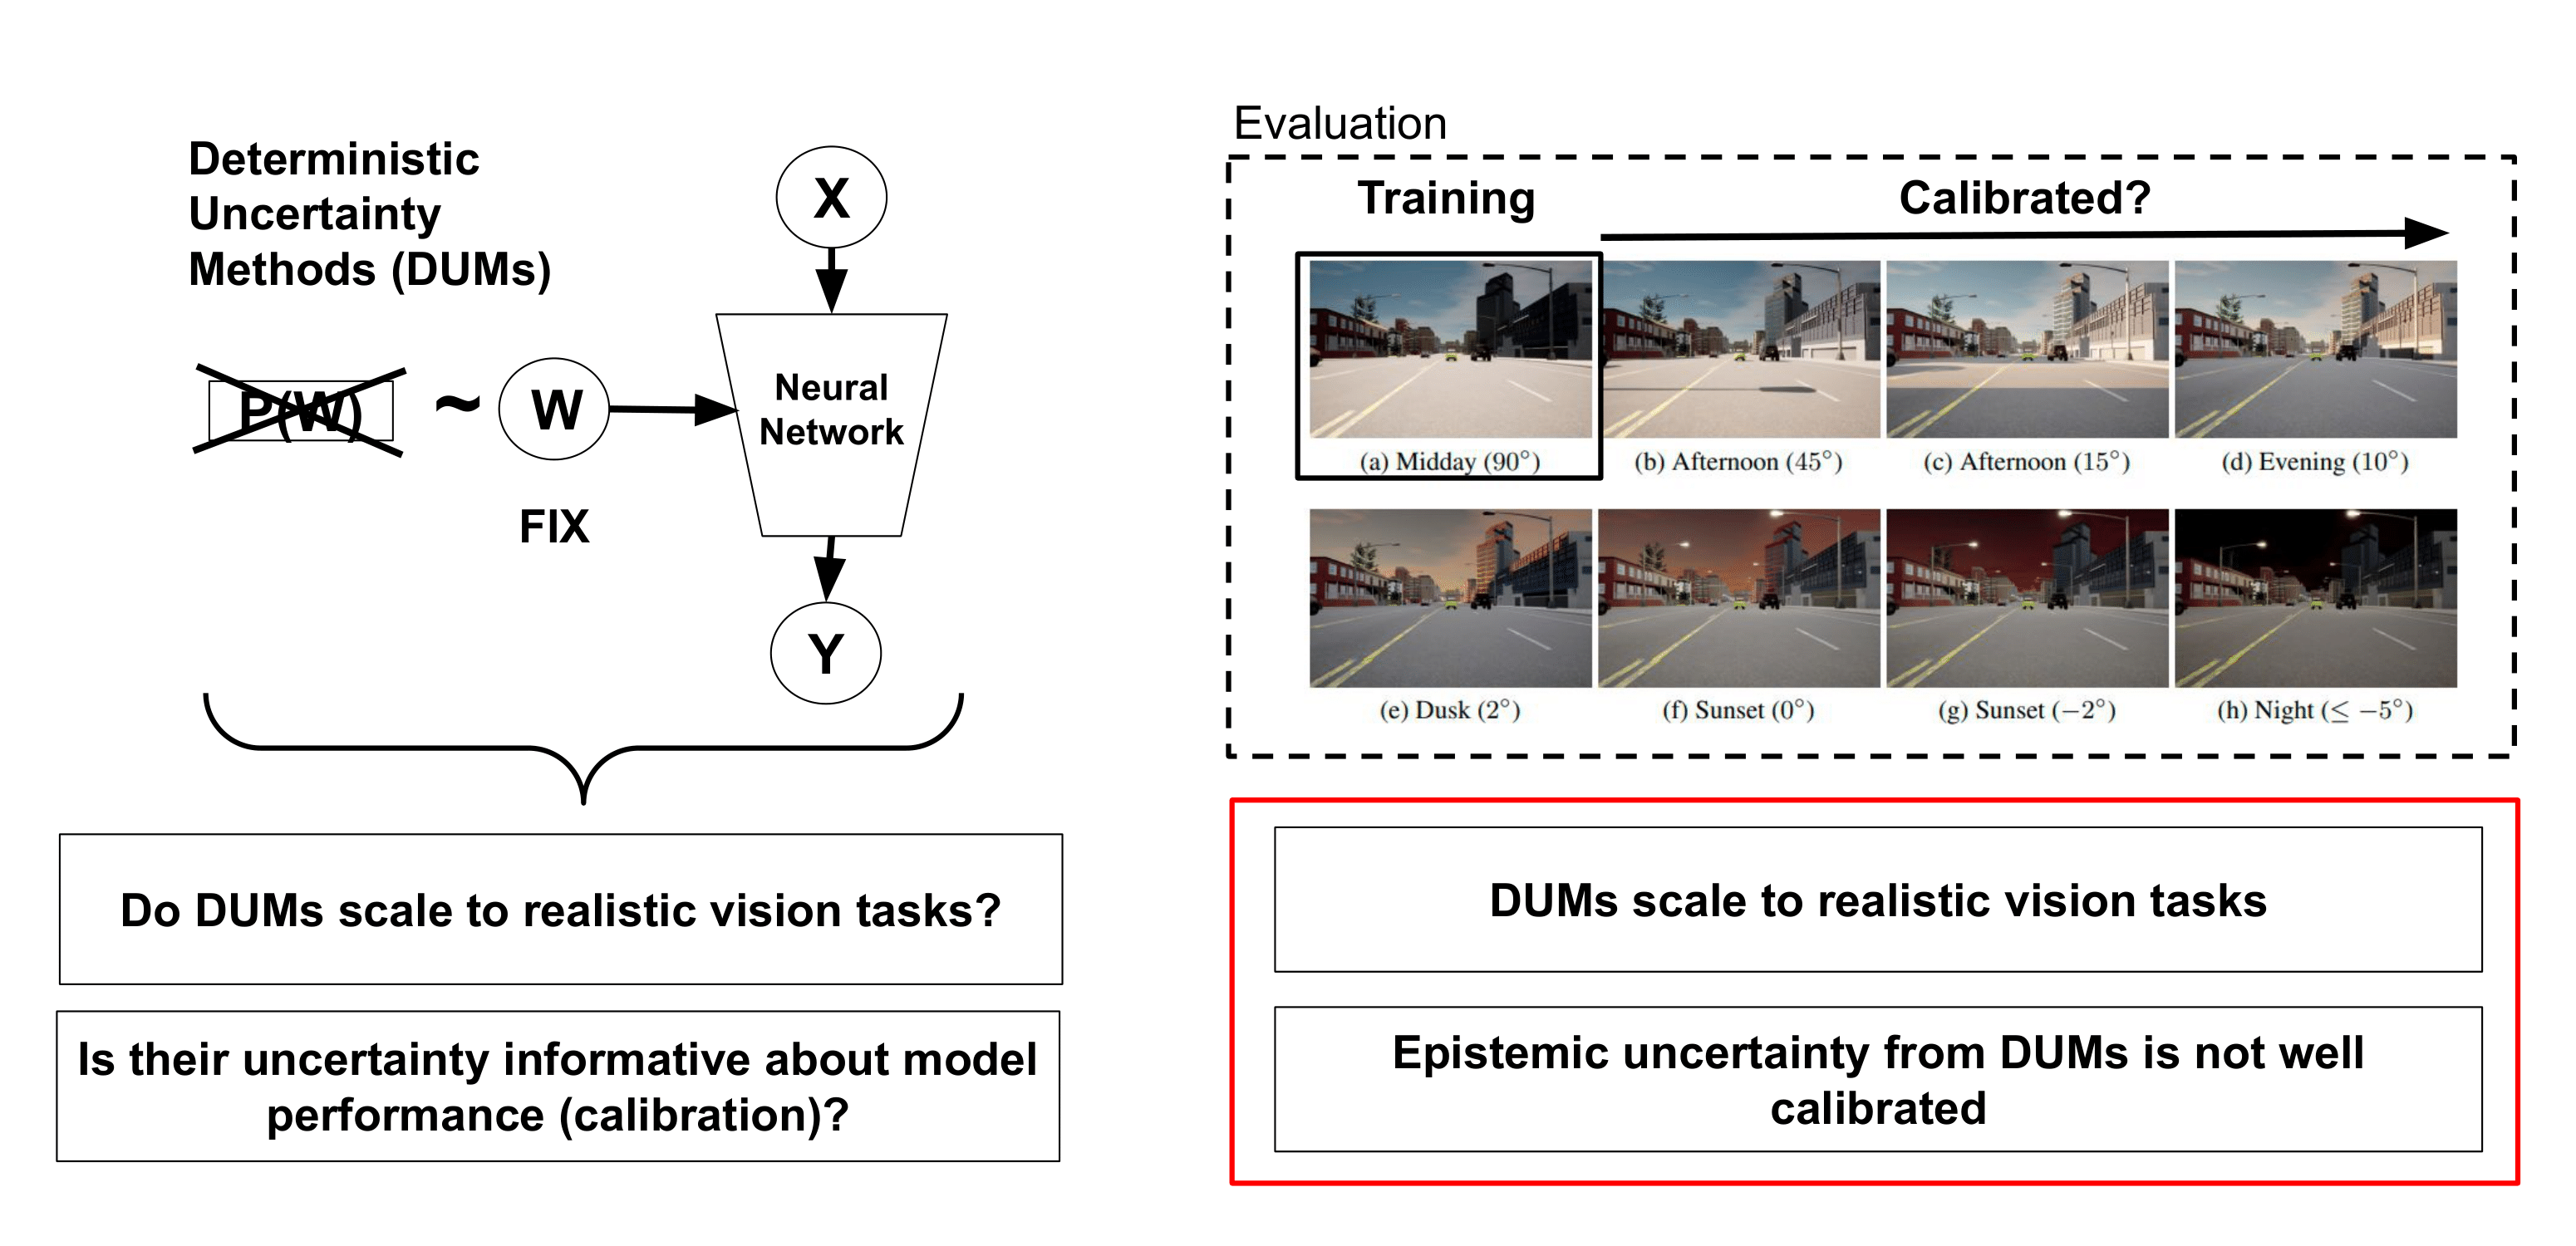 Deterministic
Uncertainty
Methods (DUMs)
X
P(W)
~
W
Neural
Network
FIX
Y
Do DUMs scale to realistic vision tasks?
Is their uncertainty informative about model
performance (calibration)?
Evaluation
Training
Calibrated?
(a) Midday (90°)
(b) Afternoon (45°)
(c) Afternoon (15°)
(d) Evening (10°)
(e) Dusk (2°)
(f) Sunset (0°)
(g) Sunset (−2°)
(h) Night (≤ −5°)
DUMs scale to realistic vision tasks
Epistemic uncertainty from DUMs is not well
calibrated